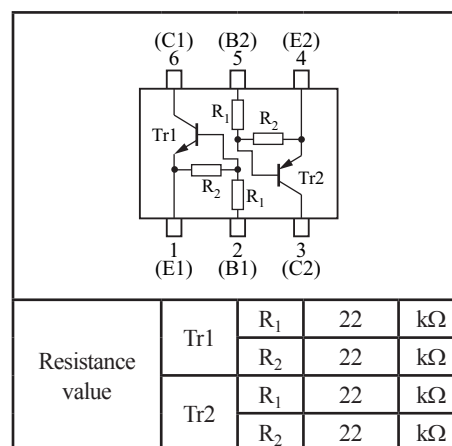 (C1) (B2) (E2)
6 5 4
R1
R2
Tr1
Tr2
R2
R1
1 2 3
(E1) (B1) (C2)
Resistance value
Tr1 R1 22 kΩ
R2 22 kΩ
Tr2 R1 22 kΩ
R2 22 kΩ